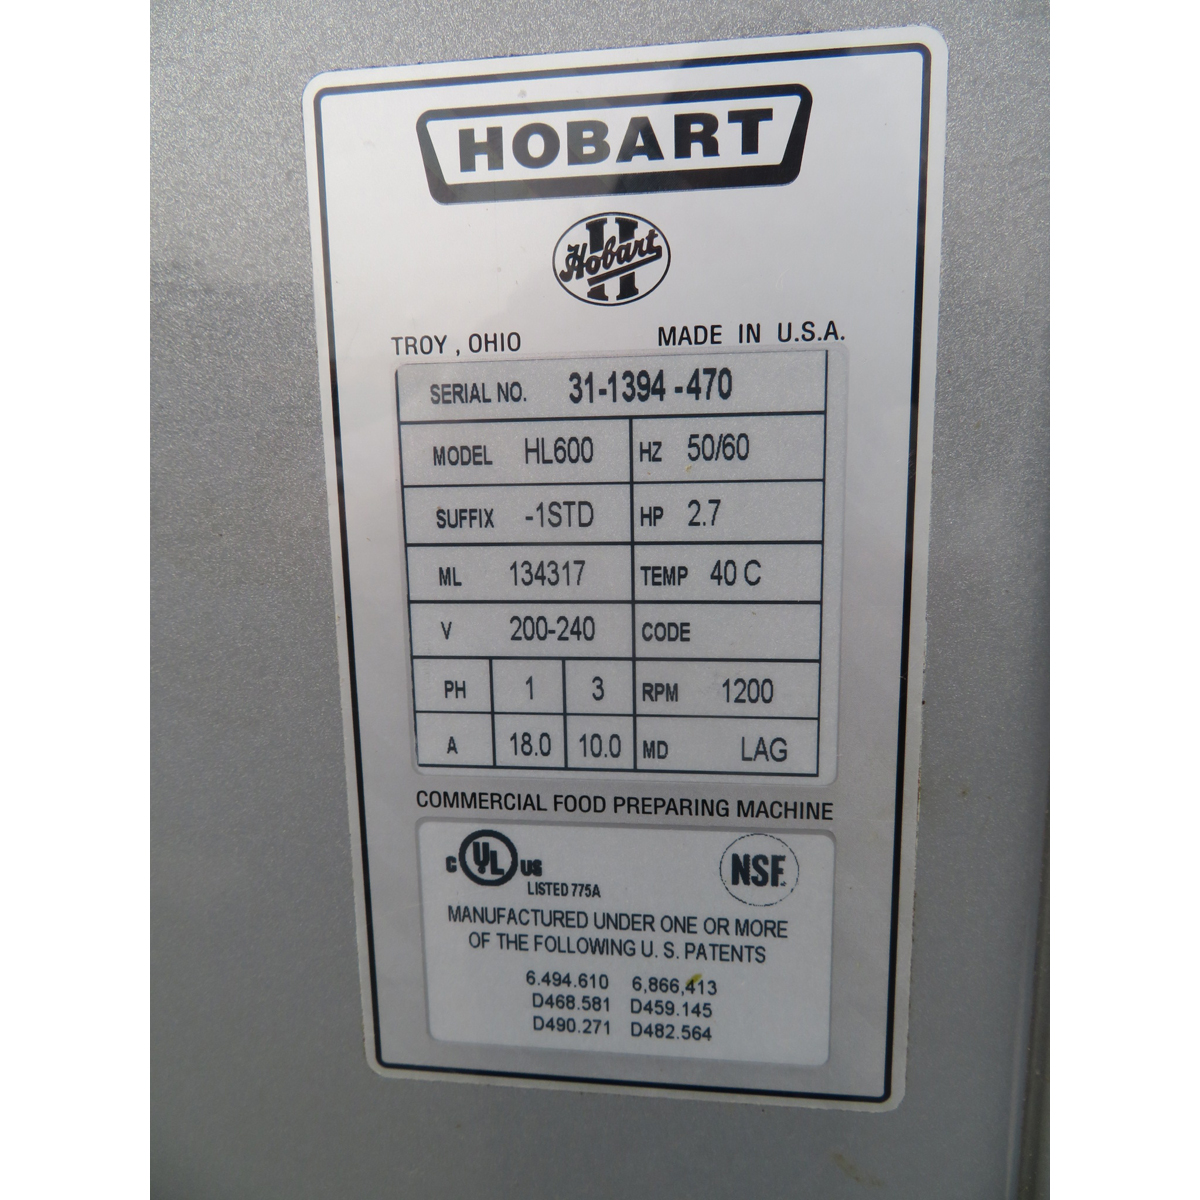 HOBART
Hobart
TROY, OHIO MADE IN U.S.A.
SERIAL NO. 31-1394-470
MODEL HL600 HZ 50/60
SUFFIX -1STD HP 2.7
ML 134317 TEMP 40 C
V 200-240 CODE
PH 1 3 RPM 1200
A 18.0 10.0 MD LAG
COMMERCIAL FOOD PREPARING MACHINE
C UL US NSF.
LISTED 775A
MANUFACTURED UNDER ONE OR MORE
OF THE FOLLOWING U. S. PATENTS
6.494.610 6,866,413
D468.581 D459.145
D490.271 D482.564